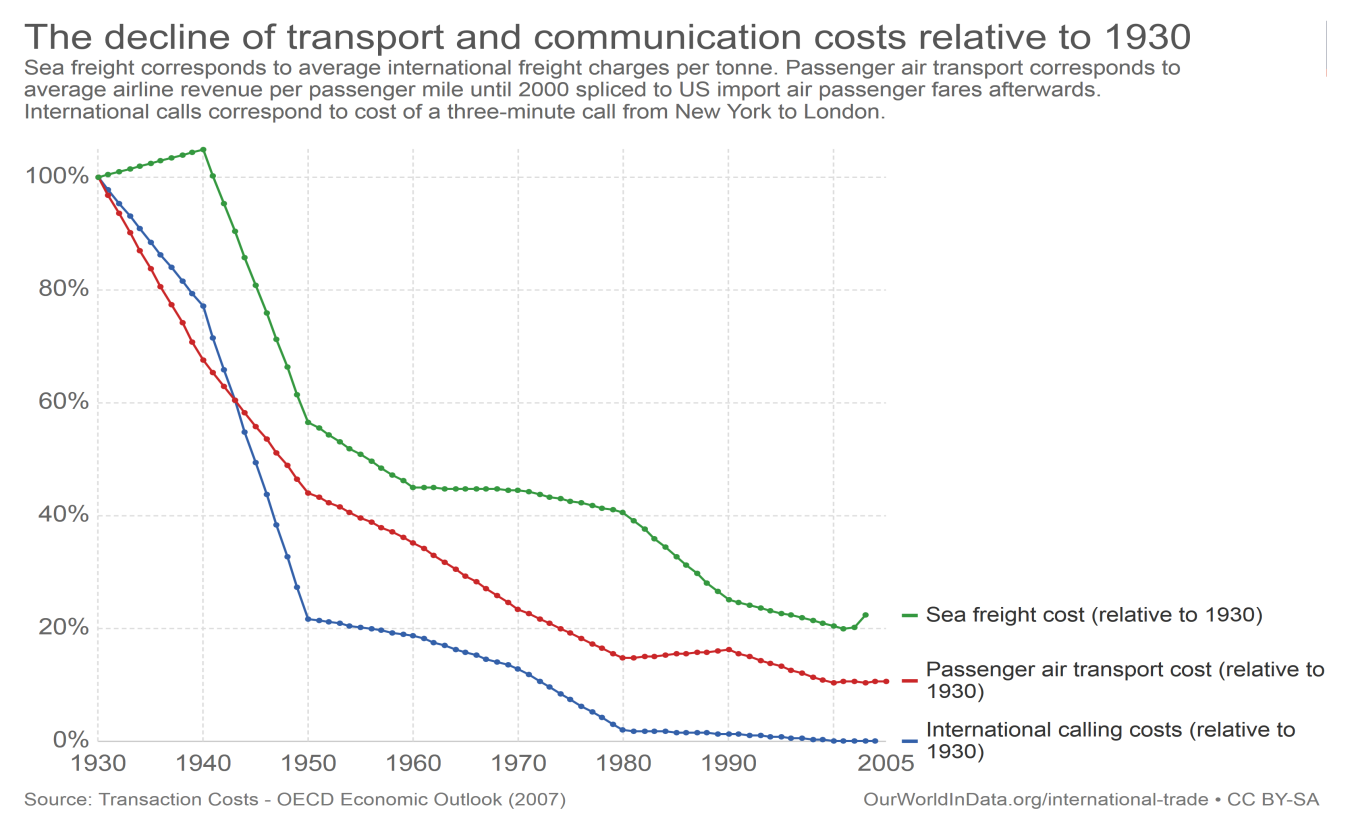 The decline of transport and communication costs relative to 1930
Sea freight corresponds to average international freight charges per tonne. Passenger air transport corresponds to
average airline revenue per passenger mile until 2000 spliced to US import air passenger fares afterwards.
International calls correspond to cost of a three-minute call from New York to London.
100%
80%
60%
40%
20%
0%
1930 1940 1950 1960 1970 1980 1990 2005
Sea freight cost (relative to 1930)
Passenger air transport cost (relative to
1930)
International calling costs (relative to
1930)
Source: Transaction Costs - OECD Economic Outlook (2007)
OurWorldInData.org/international-trade • CC BY-SA